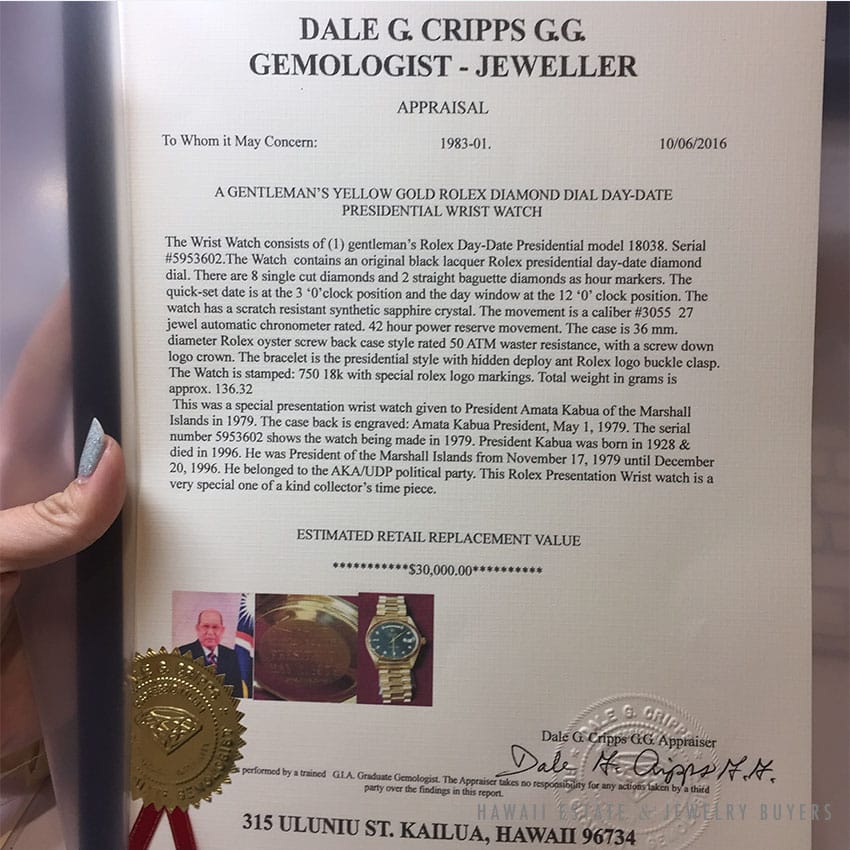 DALE G. CRIPPS G.G.
GEMOLOGIST - JEWELLER
APPRAISAL
To Whom it May Concern: 1983-01. 10/06/2016
A GENTLEMAN'S YELLOW GOLD ROLEX DIAMOND DIAL DAY-DATE
PRESIDENTIAL WRIST WATCH
The Wrist Watch consists of (1) gentleman's Rolex Day-Date Presidential model 18038. Serial
#5953602.The Watch contains an original black lacquer Rolex presidential day-date diamond
dial. There are 8 single cut diamonds and 2 straight baguette diamonds as hour markers. The
quick-set date is at the 3 ‘0’clock position and the day window at the 12 ‘0’ clock position. The
watch has a scratch resistant synthetic sapphire crystal. The movement is a caliber #3055 27
jewel automatic chronometer rated. 42 hour power reserve movement. The case is 36 mm.
diameter Rolex oyster screw back case style rated 50 ATM waster resistance, with a screw down
logo crown. The bracelet is the presidential style with hidden deploy ant Rolex logo buckle clasp.
The Watch is stamped: 750 18k with special rolex logo markings. Total weight in grams is
approx. 136.32
This was a special presentation wrist watch given to President Amata Kabua of the Marshall
Islands in 1979. The case back is engraved: Amata Kabua President, May 1, 1979. The serial
number 5953602 shows the watch being made in 1979. President Kabua was born in 1928 &
died in 1996. He was President of the Marshall Islands from November 17, 1979 until December
20, 1996. He belonged to the AKA/UDP political party. This Rolex Presentation Wrist watch is a
very special one of a kind collector's time piece.
ESTIMATED RETAIL REPLACEMENT VALUE
***********$30,000.00**********
DALE G. CRIPPS
Dale G. Cripps G.G. Appraiser
Dale G. Cripps G.G.
performed by a trained G.I.A. Graduate Gemologist. The Appraiser takes no responsibility for any actions taken by a third
party over the findings in this report.
HAWAII ESTATE & JEWELRY BUYERS
315 ULUNIU ST. KAILUA, HAWAII 96734